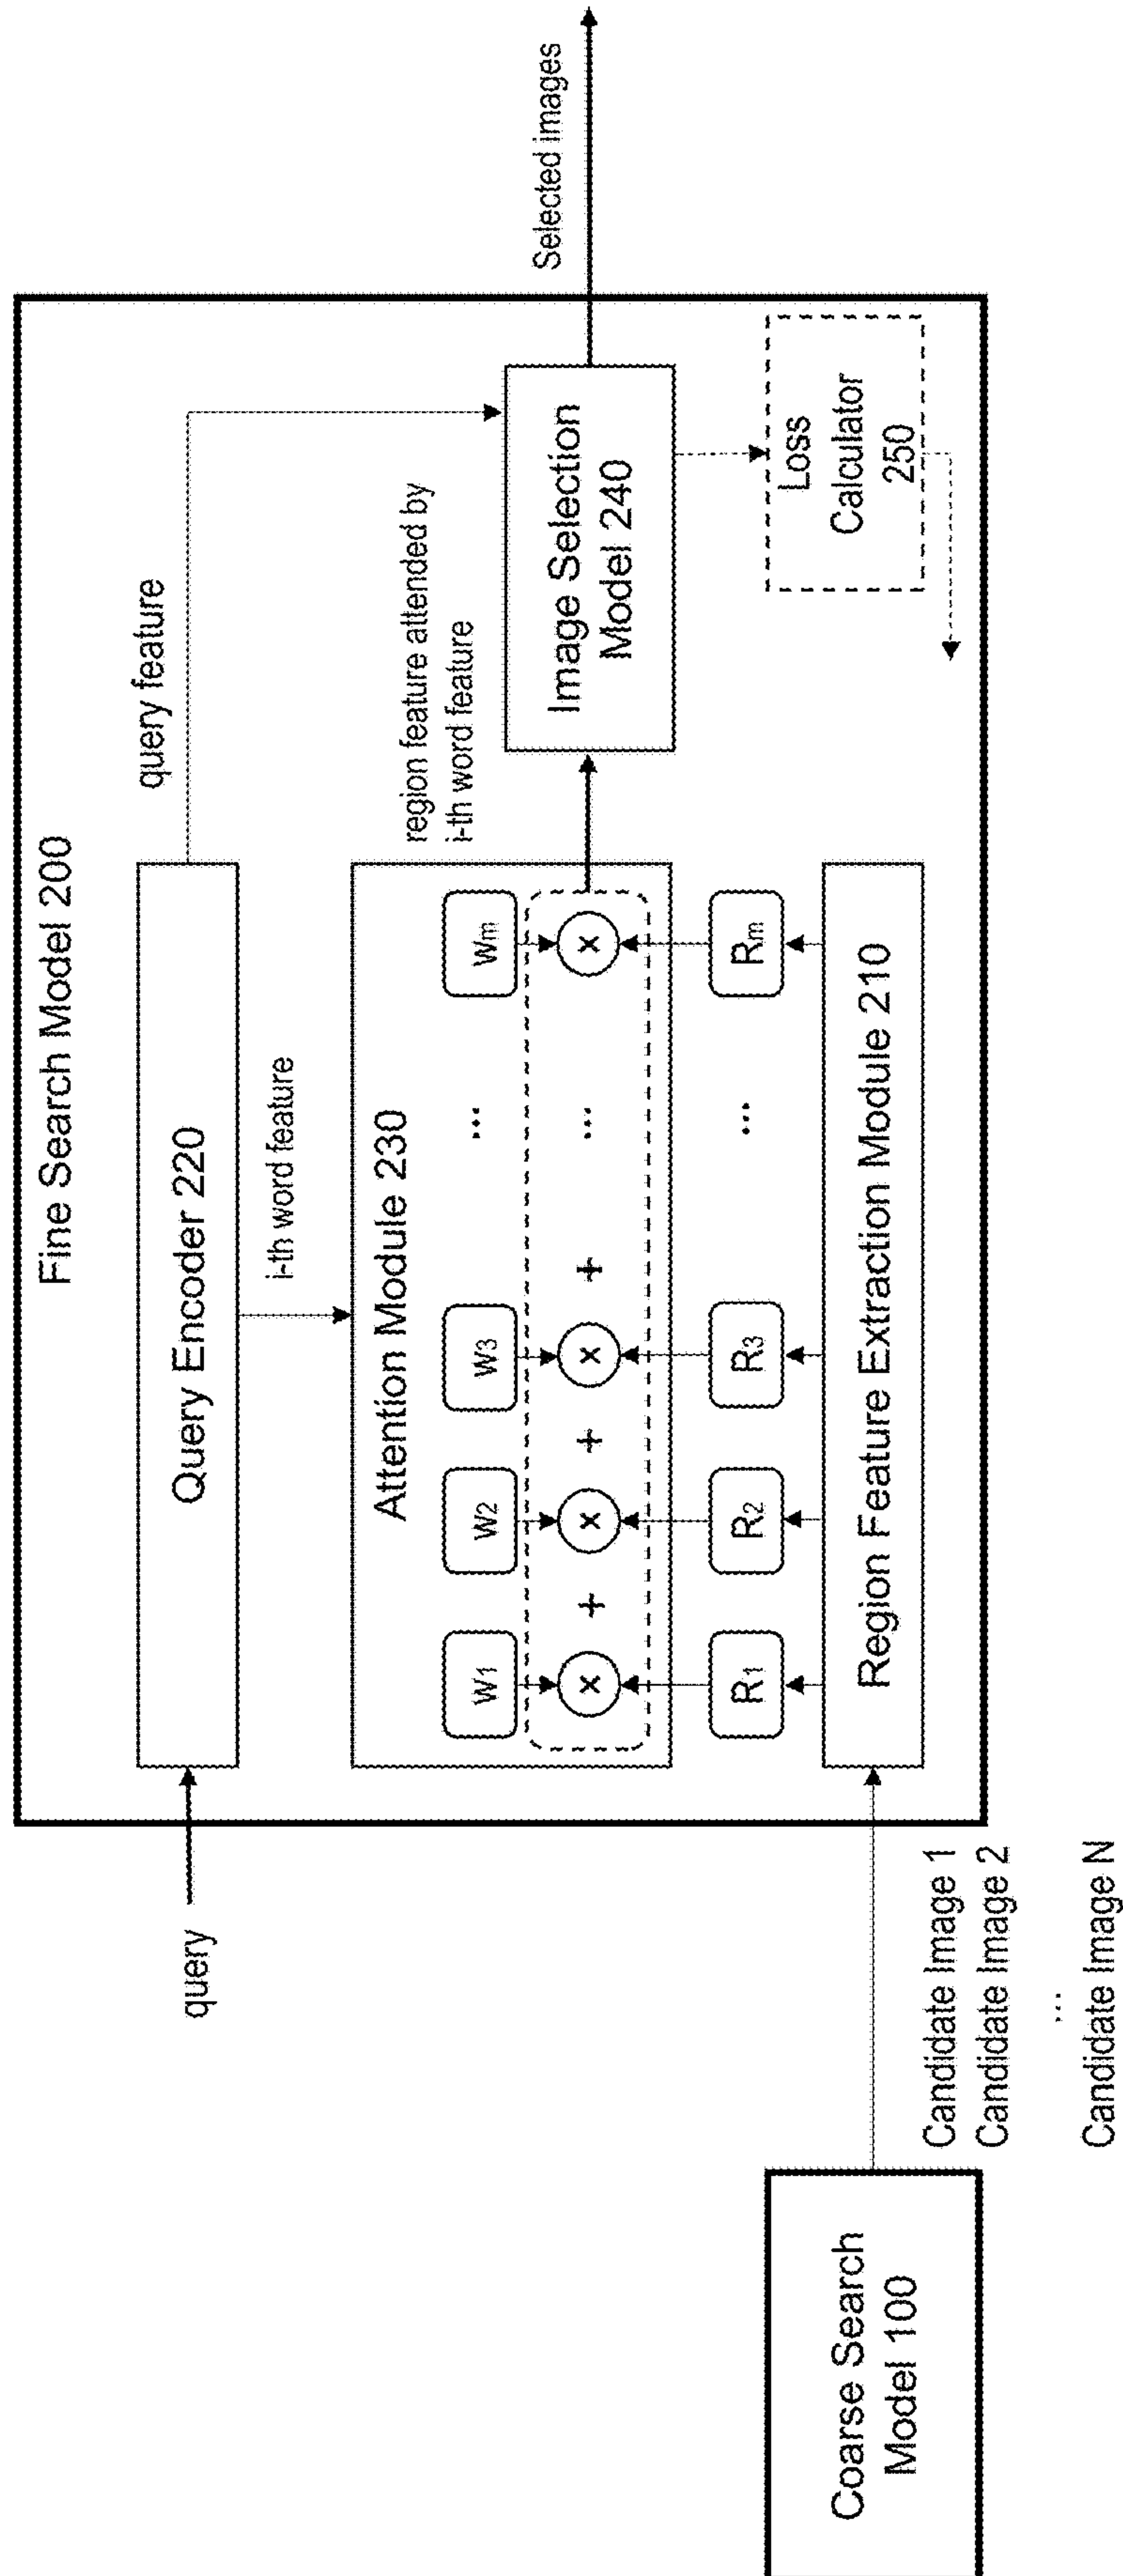 Fine Search Model 200
query
Query Encoder 220
query feature
i-th word feature
Attention Module 230
W1
W2
W3
...
Wm
region feature attended by
i-th word feature
x
+
x
+
x
+
...
x
Image Selection
Model 240
Selected images
R1
R2
R3
...
Rm
Region Feature Extraction Module 210
Loss
Calculator
250
Coarse Search
Model 100
Candidate Image 1
Candidate Image 2
...
Candidate Image N